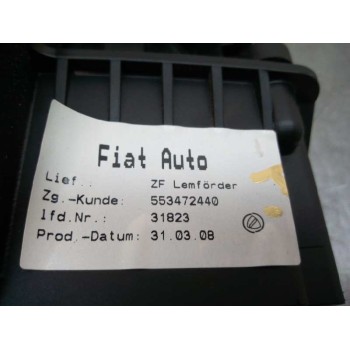 Fiat Auto
Lief.: ZF Lemförder
Zg.-Kunde: 553472440
lfd.Nr.: 31823
Prod.-Datum: 31.03.08